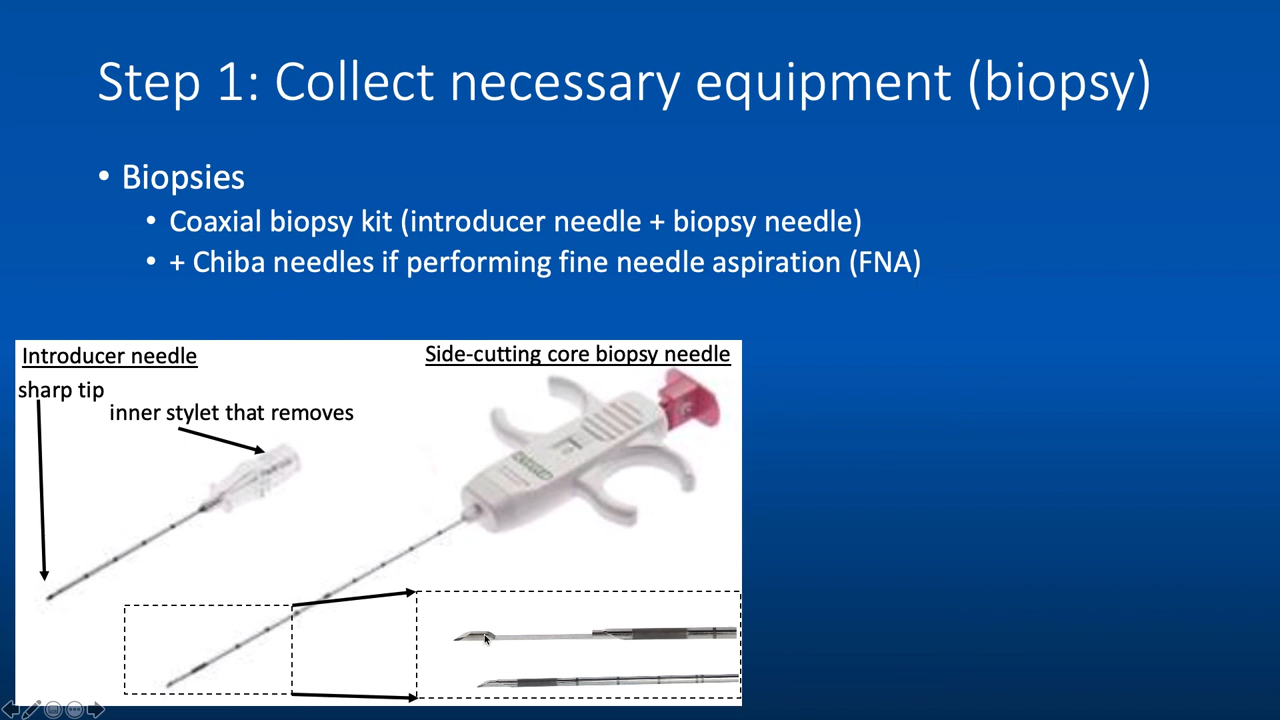 Step 1: Collect necessary equipment (biopsy)
• Biopsies
• Coaxial biopsy kit (introducer needle + biopsy needle)
• + Chiba needles if performing fine needle aspiration (FNA)
Introducer needle
Side-cutting core biopsy needle
sharp tip
inner stylet that removes